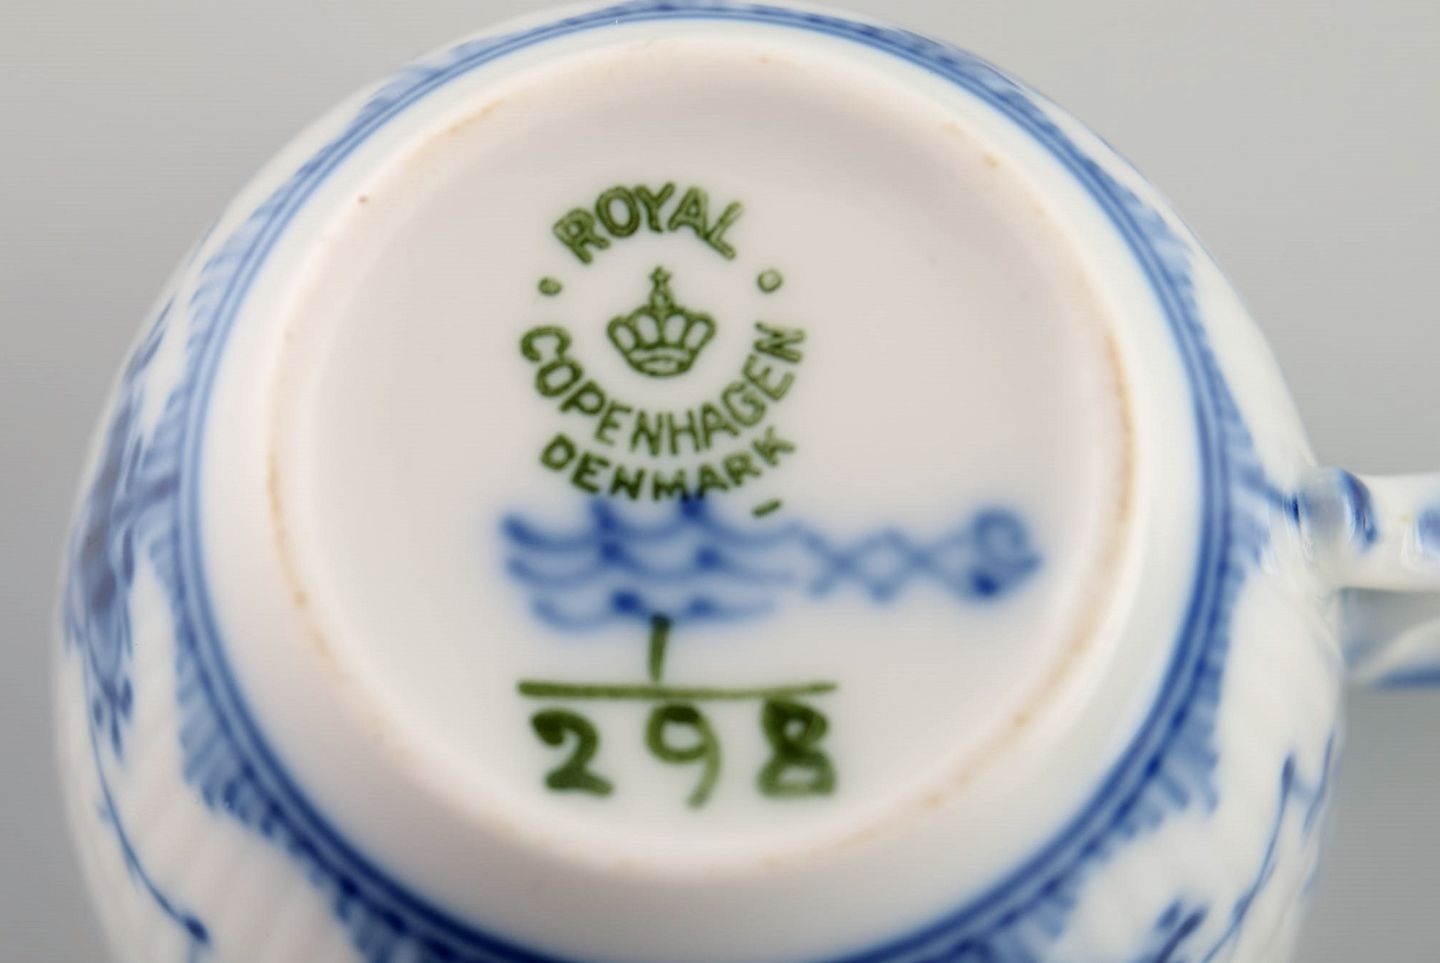 ROYAL
COPENHAGEN
DENMARK
1
298